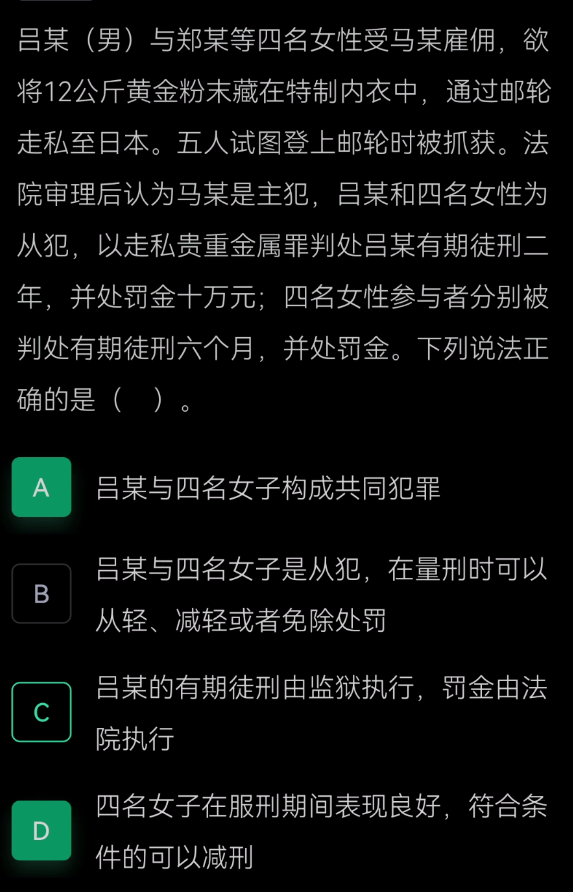 吕某（男）与郑某等四名女性受马某雇佣，欲
将12公斤黄金粉末藏在特制内衣中，通过邮轮
走私至日本。五人试图登上邮轮时被抓获。法
院审理后认为马某是主犯，吕某和四名女性为
从犯，以走私贵重金属罪判处吕某有期徒刑二
年，并处罚金十万元；四名女性参与者分别被
判处有期徒刑六个月，并处罚金。下列说法正
确的是（　）。
A 吕某与四名女子构成共同犯罪
B 吕某与四名女子是从犯，在量刑时可以
从轻、减轻或者免除处罚
C 吕某的有期徒刑由监狱执行，罚金由法
院执行
D 四名女子在服刑期间表现良好，符合条
件的可以减刑